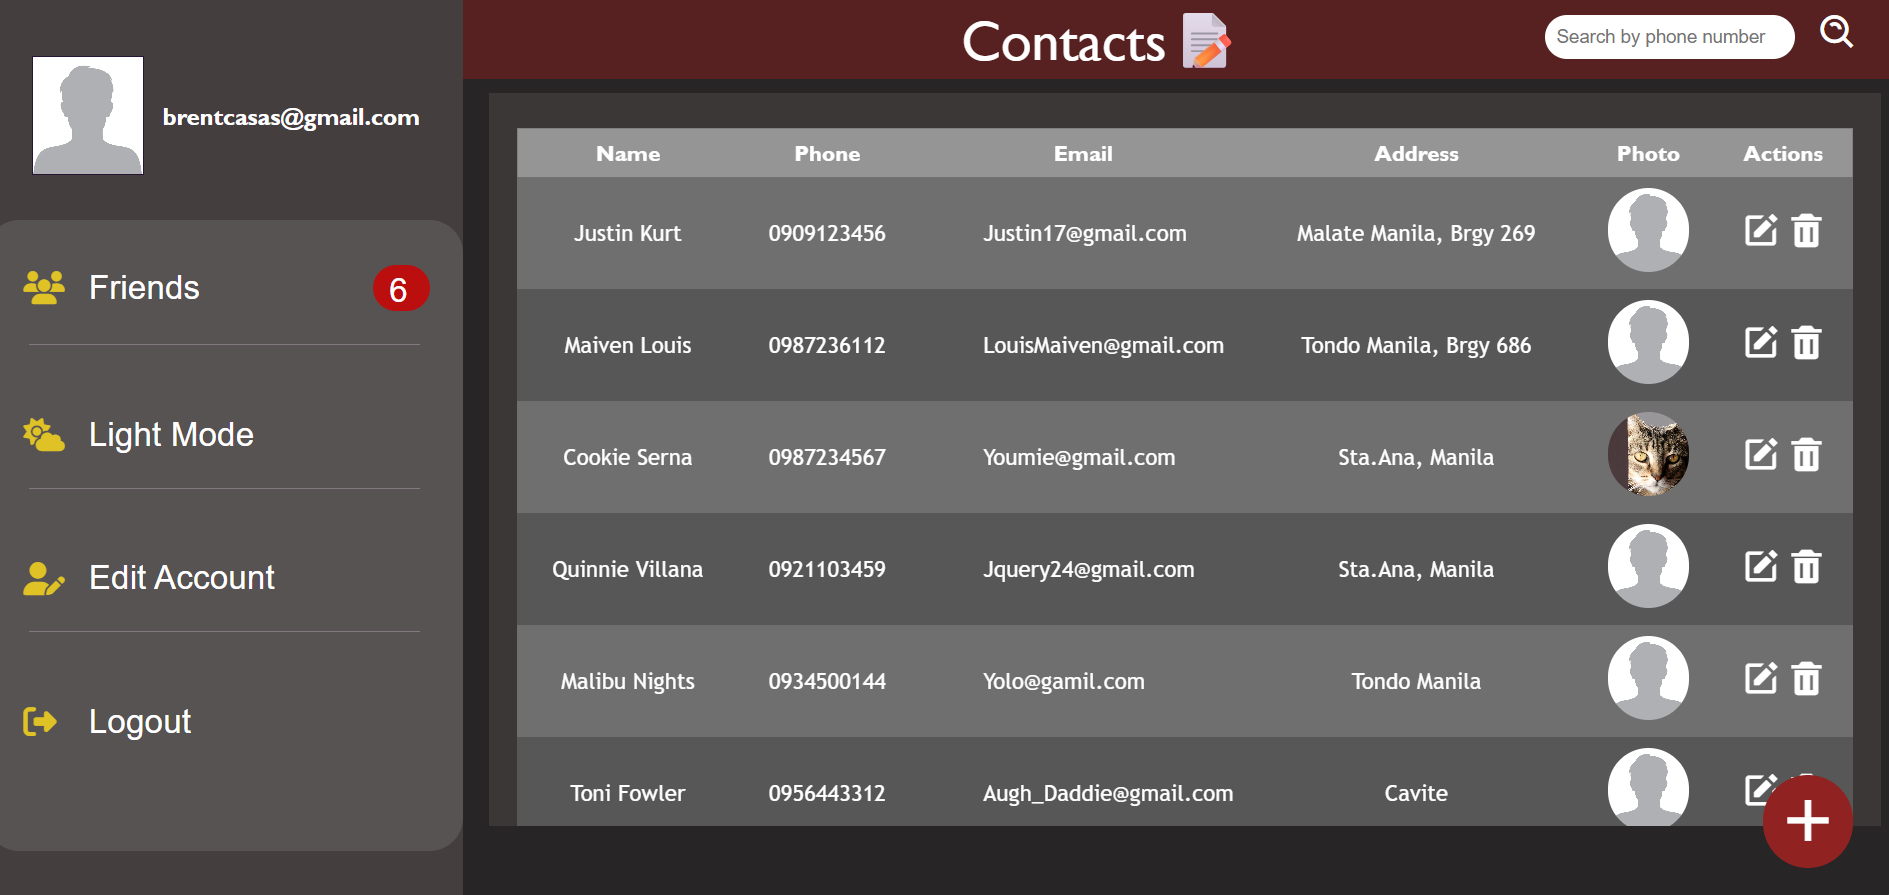 brentcasas@gmail.com
Friends 6
Light Mode
Edit Account
Logout
Contacts
Search by phone number
Name Phone Email Address Photo Actions
Justin Kurt 0909123456 Justin17@gmail.com Malate Manila, Brgy 269
Maiven Louis 0987236112 LouisMaiven@gmail.com Tondo Manila, Brgy 686
Cookie Serna 0987234567 Youmie@gmail.com Sta.Ana, Manila
Quinnie Villana 0921103459 Jquery24@gmail.com Sta.Ana, Manila
Malibu Nights 0934500144 Yolo@gamil.com Tondo Manila
Toni Fowler 0956443312 Augh_Daddie@gmail.com Cavite